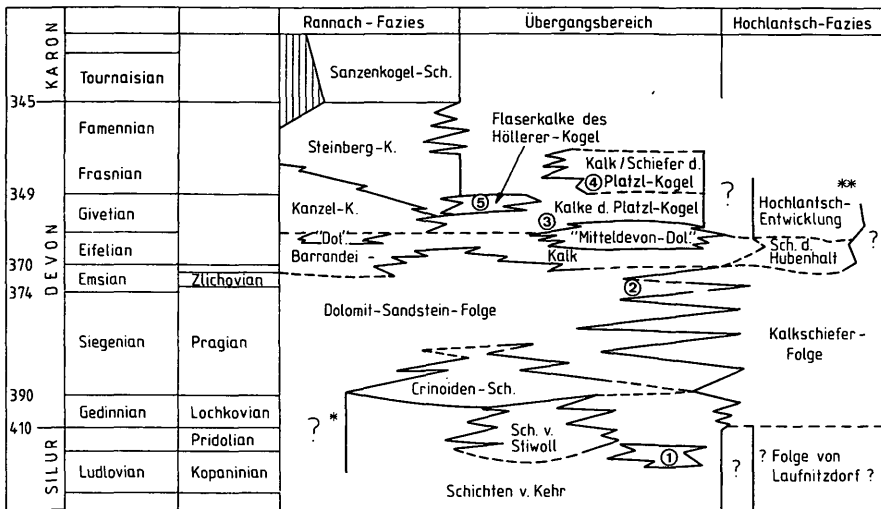 Rannach-Fazies
Übergangsbereich
Hochlantsch-Fazies
KARON
DEVON
SILUR
345
349
370
374
390
410
Tournaisian
Famennian
Frasnian
Givetian
Eifelian
Emsian
Siegenian
Gedinnian
Ludlovian
Zlichovian
Pragian
Lochkovian
Pridolian
Kopaninian
Sanzenkogel-Sch.
Steinberg-K.
Kanzel-K.
"Dol."
Barrandei-
Kalk
Flaserkalke des
Höllerer-Kogel
Kalk/Schiefer d.
④ Platzl-Kogel
⑤
③
Kalke d. Platzl-Kogel
"Mitteldevon-Dol."
②
Dolomit-Sandstein-Folge
Crinoiden-Sch.
Sch. v.
Stiwoll
①
Schichten v. Kehr
? *
?
**
Hochlantsch-
Entwicklung
?
Sch. d.
Hubenhalt
Kalkschiefer-
Folge
?
? Folge von
Laufnitzdorf ?